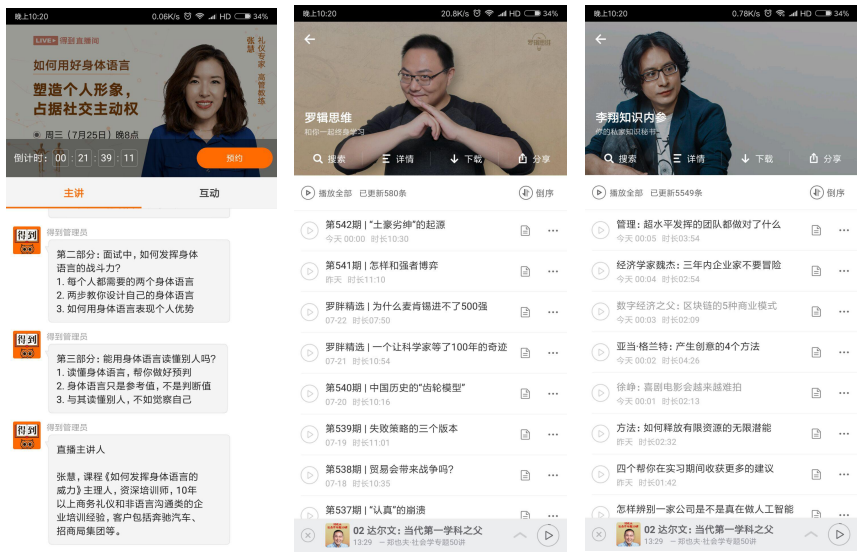 晚上10:20
0.06K/s HD 34%
LIVE 得到直播间
如何用好身体语言
塑造个人形象，
占据社交主动权
周三（7月25日）晚8点
张慧
礼仪专家 高管教练
倒计时： 00 : 21 : 39 : 11
预约
主讲 互动
得到管理员
得到
第二部分：面试中，如何发挥身体
语言的战斗力？
1. 每个人都需要的两个身体语言
2. 两步教你设计自己的身体语言
3. 如何用身体语言表现个人优势
得到管理员
得到
第三部分：能用身体语言读懂别人吗？
1. 读懂身体语言，帮你做好预判
2. 身体语言只是参考值，不是判断值
3. 与其读懂别人，不如觉察自己
得到管理员
得到
直播主讲人
张慧，课程《如何发挥身体语言的
威力》主理人，资深培训师，10年
以上商务礼仪和非语言沟通类的企
业培训经验，客户包括奔驰汽车、
招商局集团等。
晚上10:20
20.8K/s HD 34%
罗辑思维
罗辑思维
和你一起终身学习
搜索 详情 下载 分享
播放全部 已更新580条 倒序
第542期 | “土豪劣绅”的起源
今天 00:00 时长10:30
第541期 | 怎样和强者博弈
昨天 时长11:10
罗胖精选 | 为什么麦肯锡进不了500强
07-22 时长07:50
罗胖精选 | 一个让科学家等了100年的奇迹
07-21 时长10:54
第540期 | 中国历史的“齿轮模型”
07-20 时长10:16
第539期 | 失败策略的三个版本
07-19 时长11:01
第538期 | 贸易会带来战争吗？
07-18 时长10:35
第537期 | “认真”的崩溃
02 达尔文：当代第一学科之父
13:29 －郑也夫·社会学专题50讲
晚上10:20
0.78K/s HD 34%
李翔知识内参
你的私家知识秘书
搜索 详情 下载 分享
播放全部 已更新5549条 倒序
管理：超水平发挥的团队都做对了什么
今天 00:05 时长03:54
经济学家魏杰：三年内企业家不要冒险
今天 00:04 时长02:54
数字经济之父：区块链的5种商业模式
今天 00:03 时长02:09
亚当·格兰特：产生创意的4个方法
今天 00:02 时长04:26
徐峥：喜剧电影会越来越难拍
今天 00:01 时长02:13
方法：如何释放有限资源的无限潜能
昨天 时长02:32
四个帮你在实习期间收获更多的建议
昨天 时长01:42
怎样辨别一家公司是不是真在做人工智能
02 达尔文：当代第一学科之父
13:29 －郑也夫·社会学专题50讲